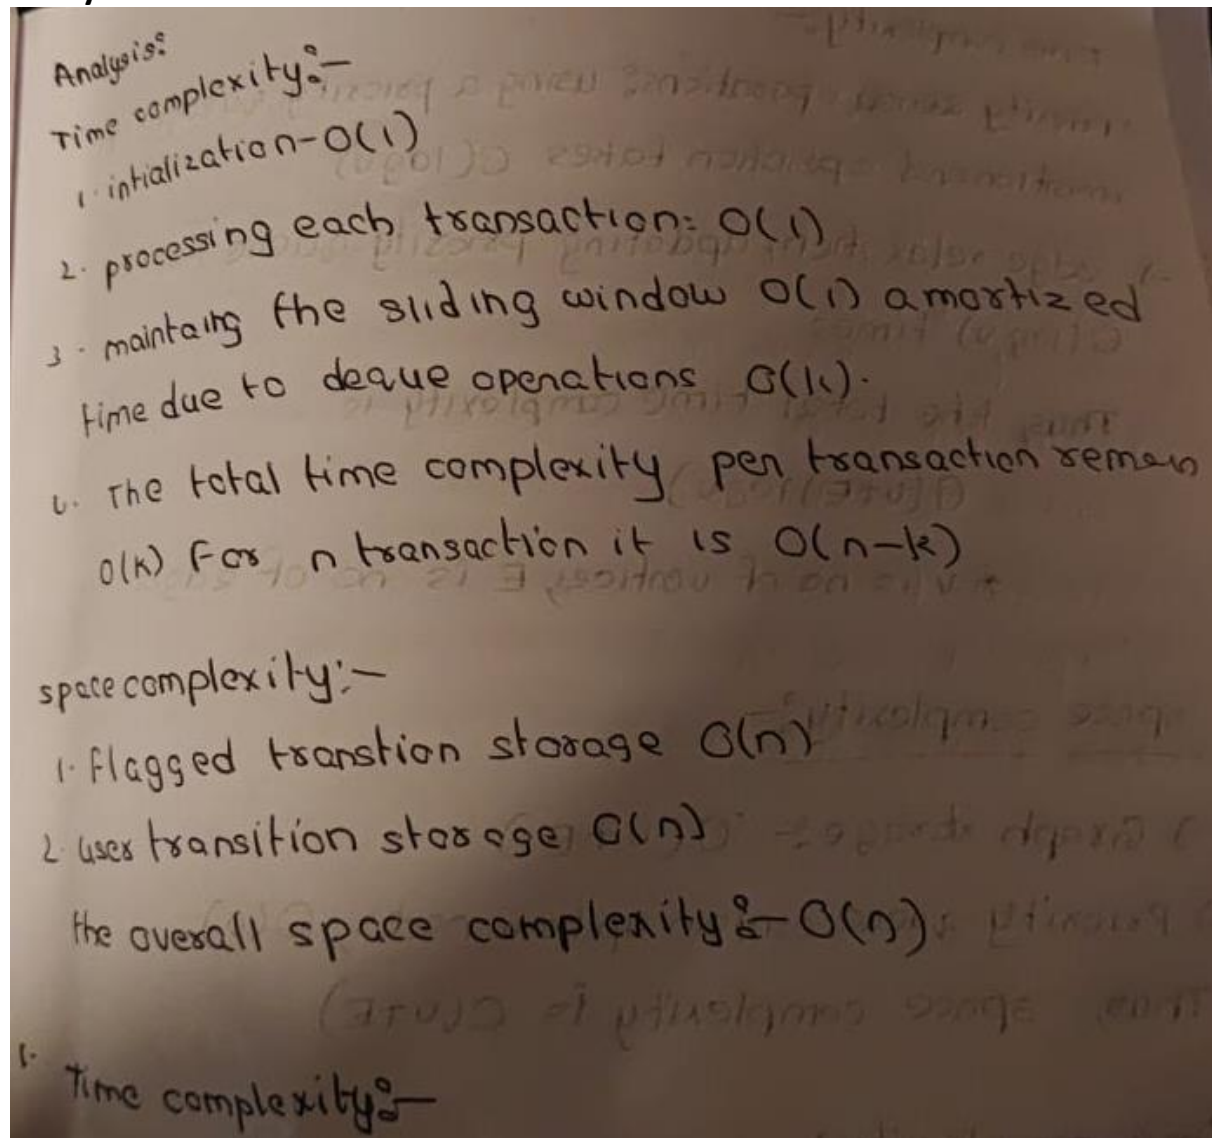 Analysis:
Time complexity:-
1. intialization-O(1)
2. processing each transaction: O(1)
3. maintaing the sliding window O(1) amortized
time due to deque operations O(k).
4. The total time complexity per transaction remain
O(k) For n transaction it is O(n-k)
space complexity:-
1. flagged transtion storage O(n)
2. user transition storage O(n)
the overall space complexity:- O(n)
1.
Time complexity:-